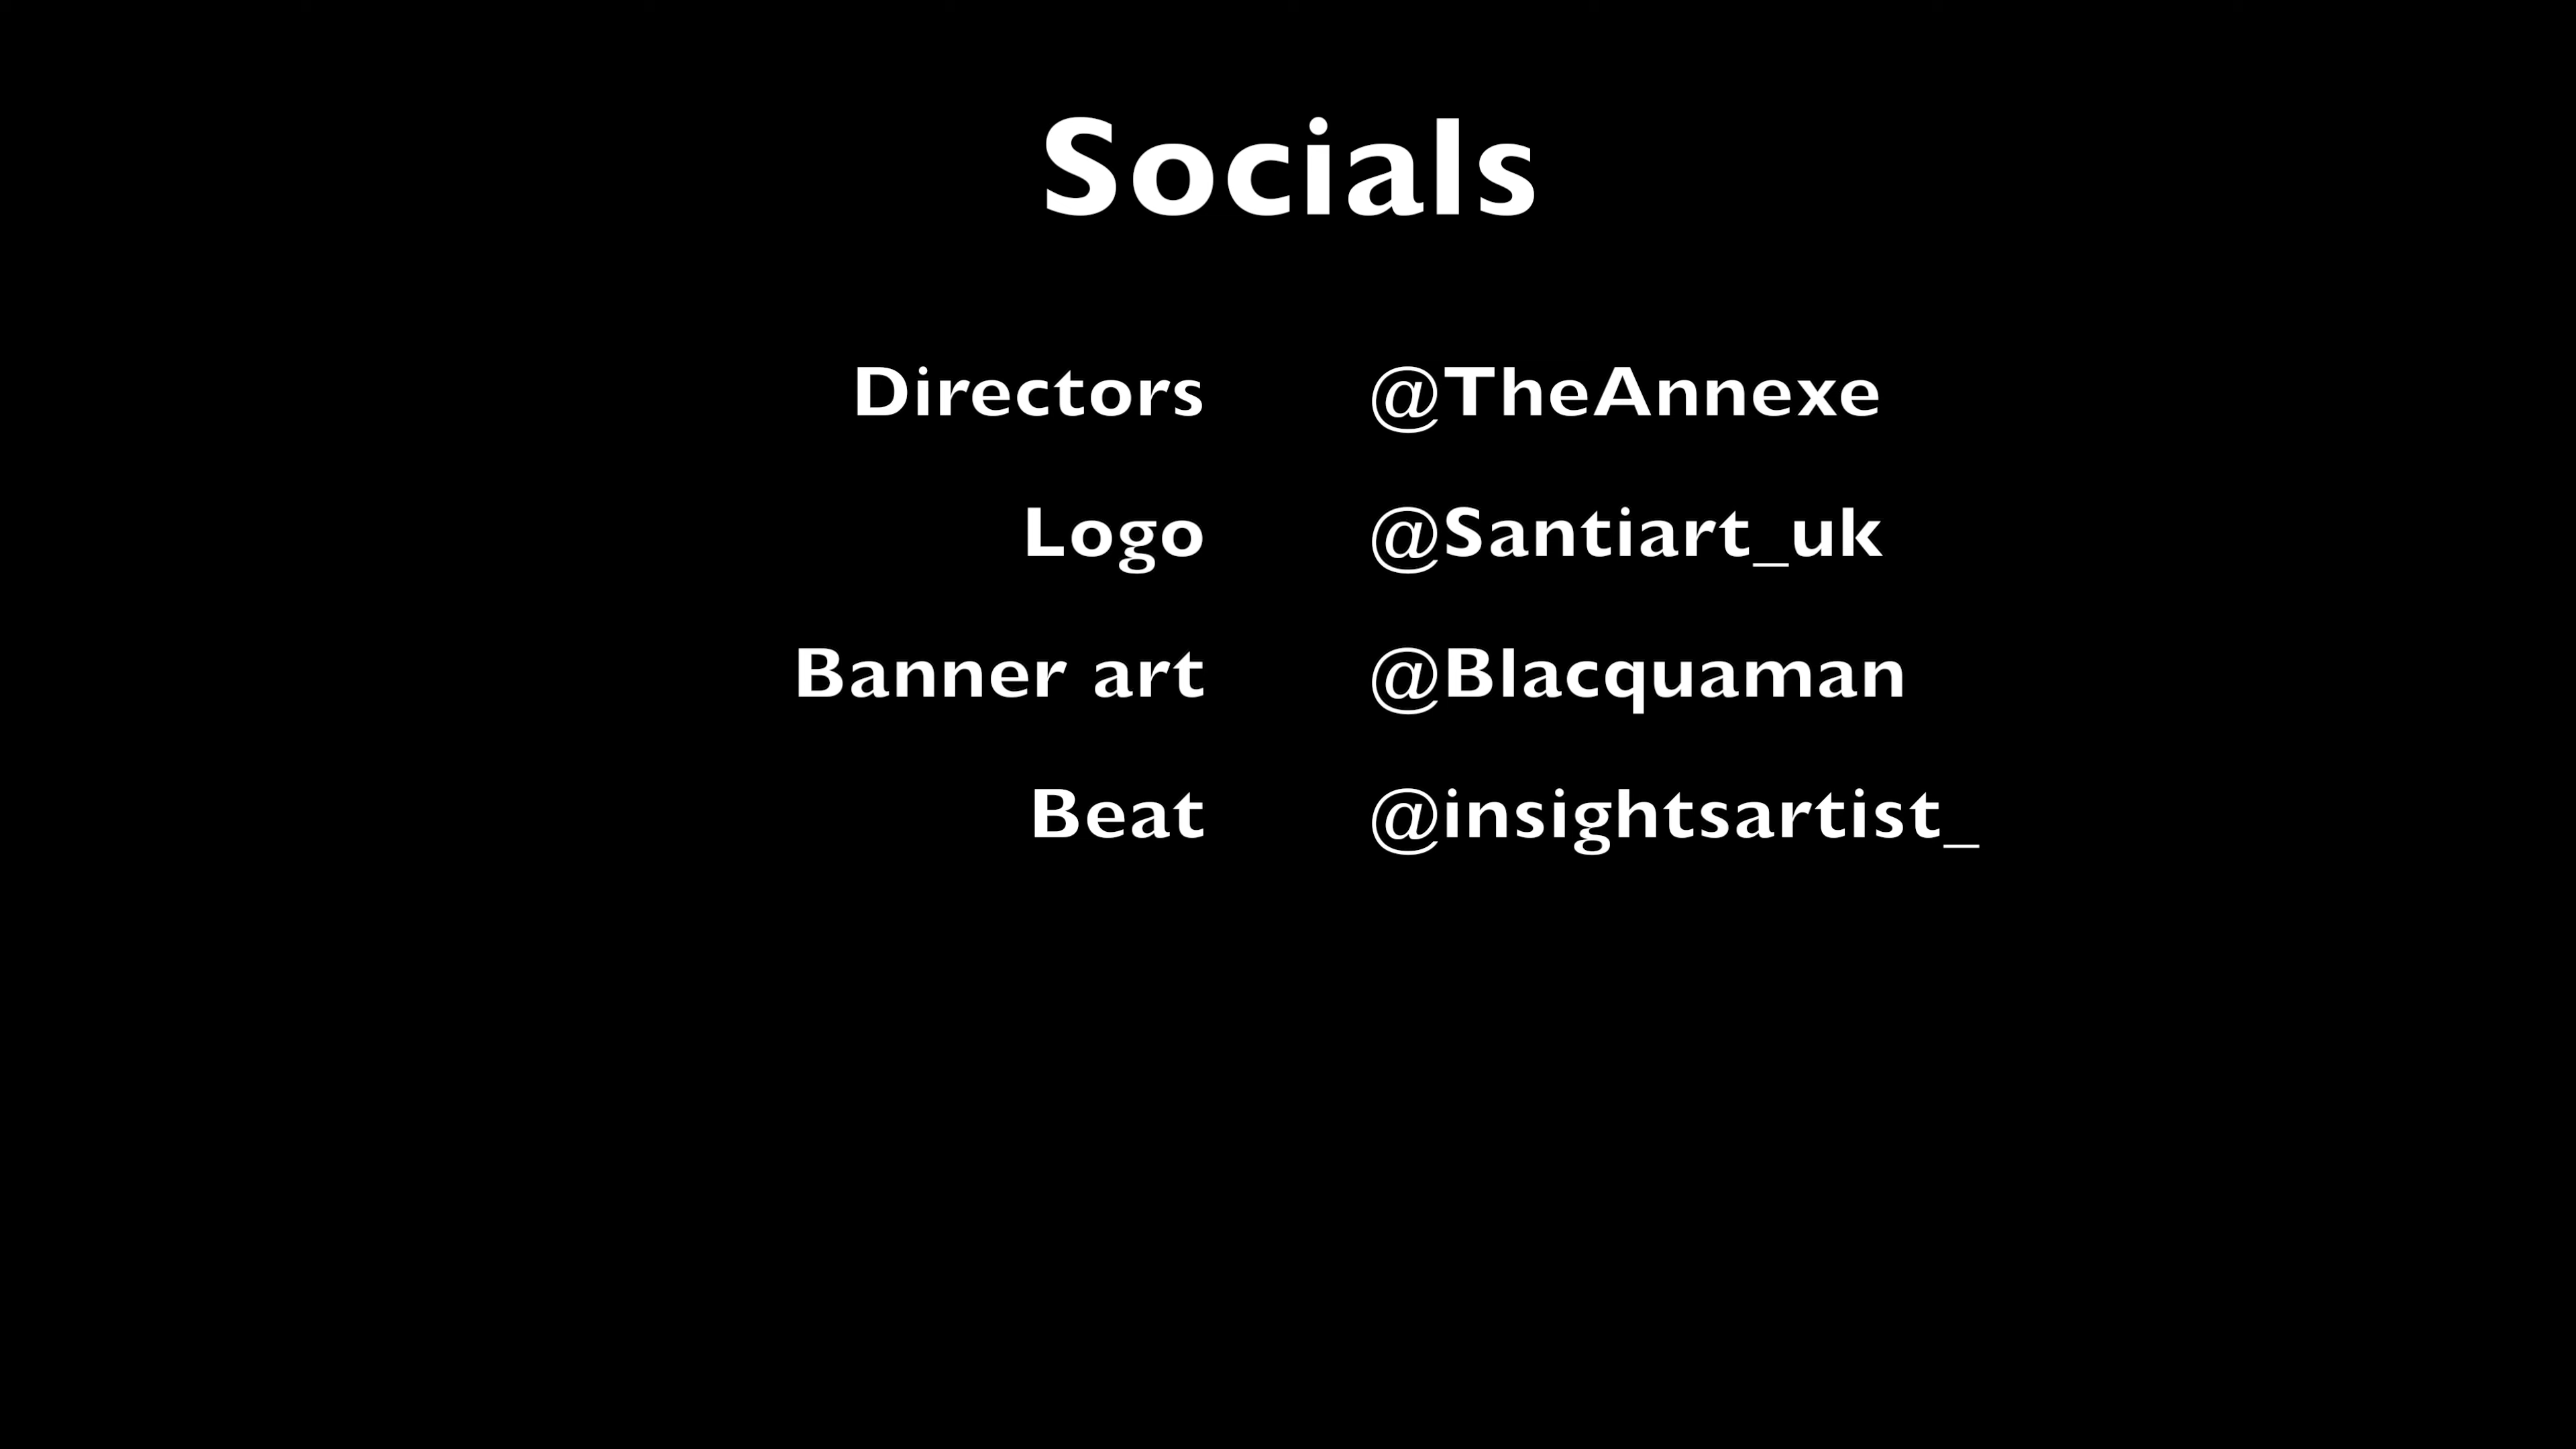 Socials
Directors @TheAnnexe
Logo @Santiart_uk
Banner art @Blacquaman
Beat @insightsartist_